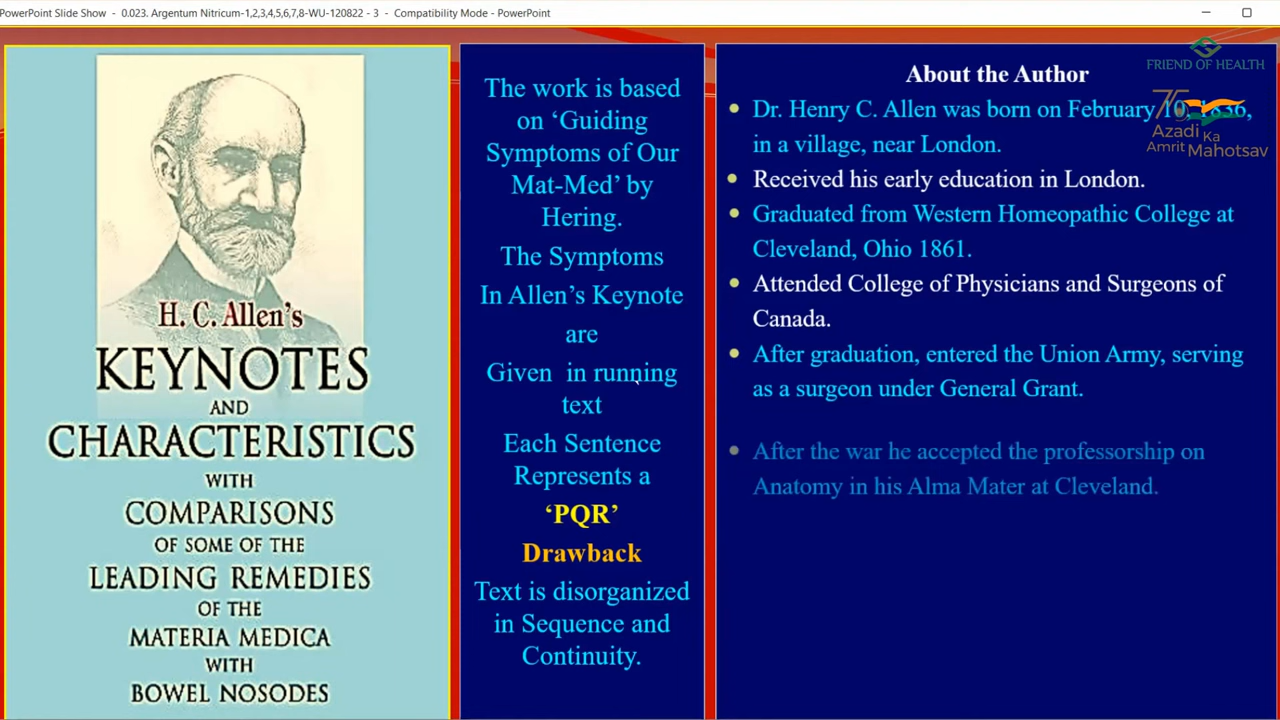 PowerPoint Slide Show - 0.023. Argentum Nitricum-1,2,3,4,5,6,7,8-WU-120822 - 3 - Compatibility Mode - PowerPoint
H. C. Allen's
KEYNOTES
AND
CHARACTERISTICS
WITH
COMPARISONS
OF SOME OF THE
LEADING REMEDIES
OF THE
MATERIA MEDICA
WITH
BOWEL NOSODES
The work is based
on ‘Guiding
Symptoms of Our
Mat-Med’ by
Hering.
The Symptoms
In Allen’s Keynote
are
Given in running
text
Each Sentence
Represents a
‘PQR’
Drawback
Text is disorganized
in Sequence and
Continuity.
About the Author
Dr. Henry C. Allen was born on February 10, 1836,
in a village, near London.
Received his early education in London.
Graduated from Western Homeopathic College at
Cleveland, Ohio 1861.
Attended College of Physicians and Surgeons of
Canada.
After graduation, entered the Union Army, serving
as a surgeon under General Grant.
After the war he accepted the professorship on
Anatomy in his Alma Mater at Cleveland.
FRIEND OF HEALTH
75
Azadi
Ka
Amrit
Mahotsav